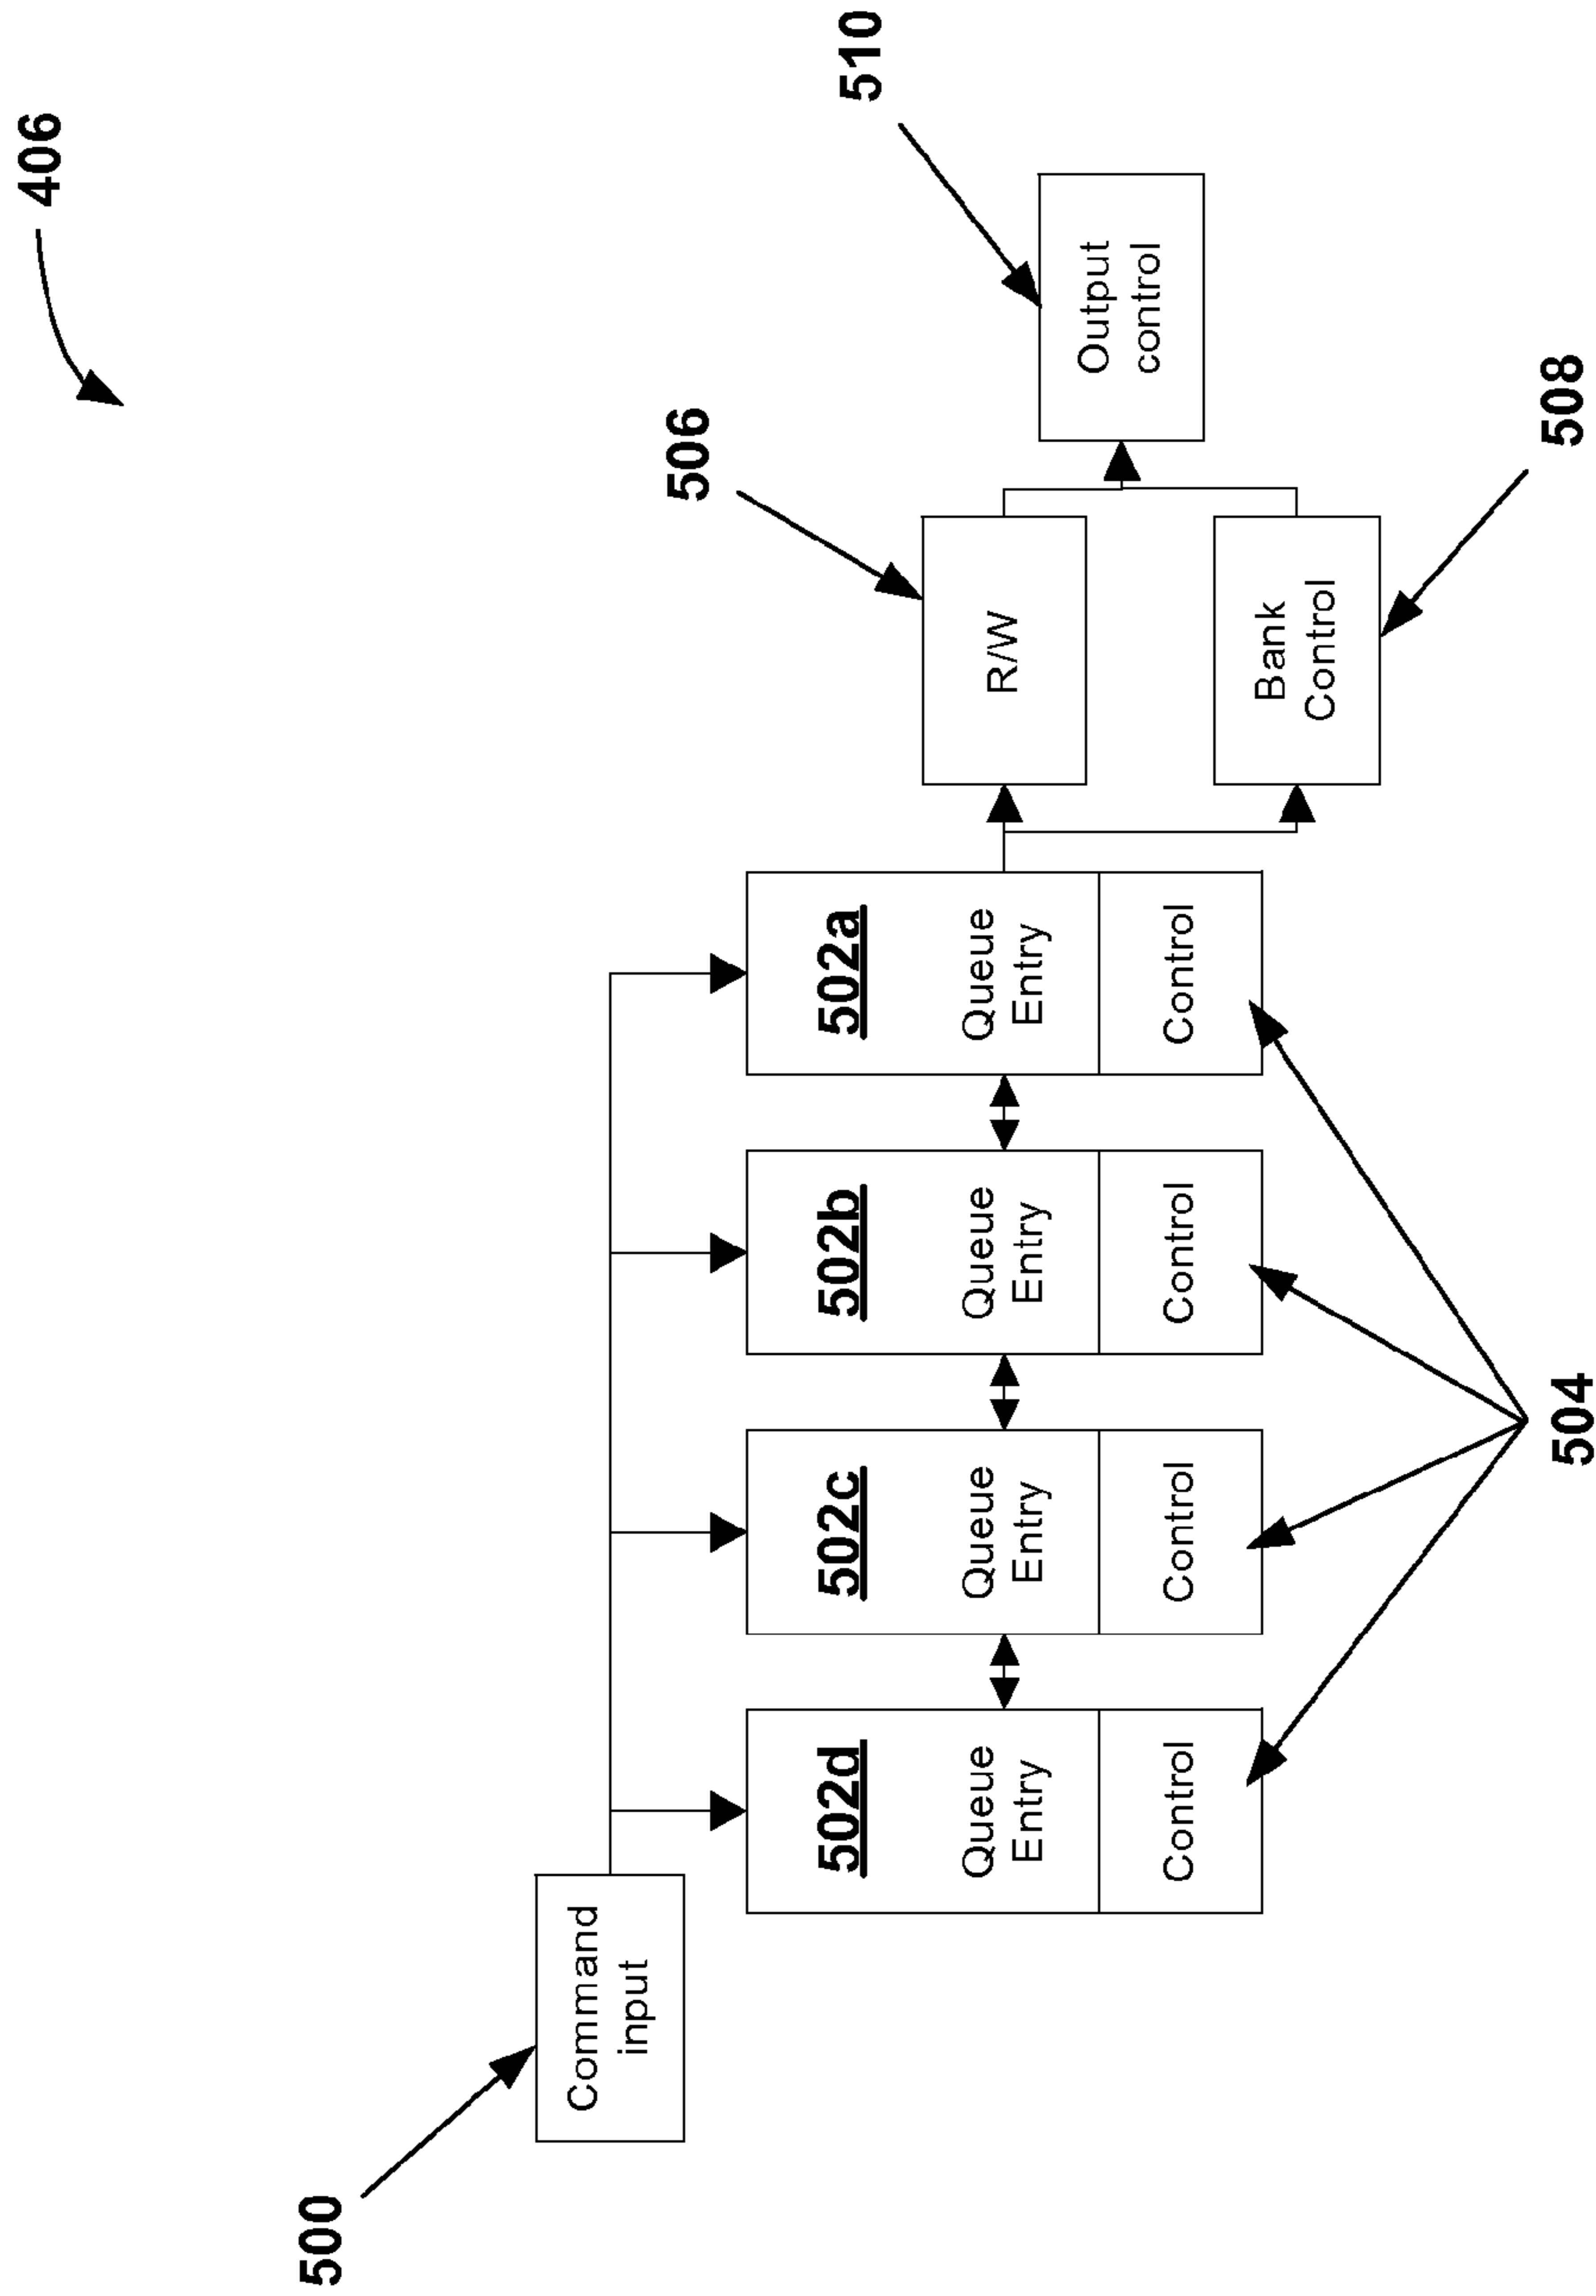 406
500
Command
input
502d
Queue
Entry
Control
502c
Queue
Entry
Control
502b
Queue
Entry
Control
502a
Queue
Entry
Control
504
506
R/W
Bank
Control
508
510
Output
control